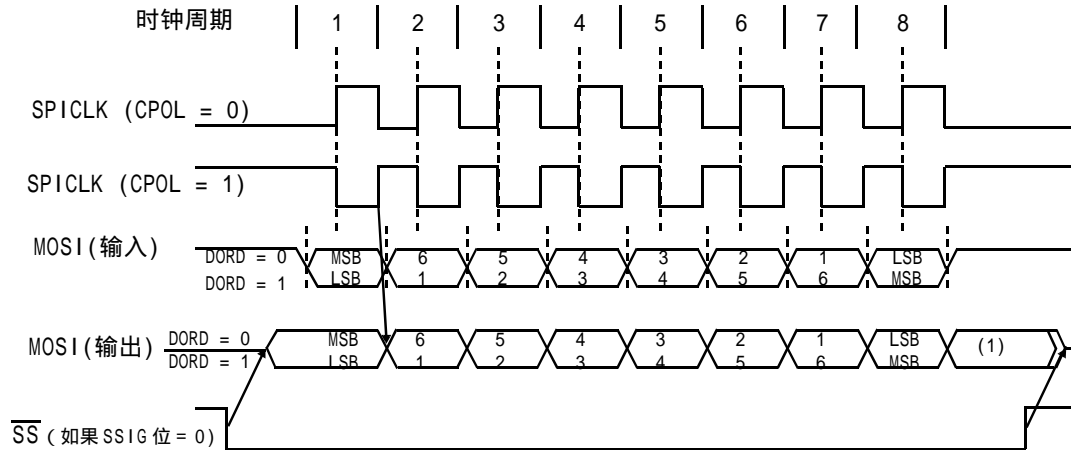 时钟周期 1 2 3 4 5 6 7 8
SPICLK (CPOL = 0)
SPICLK (CPOL = 1)
MOSI(输入)
DORD = 0 MSB 6 5 4 3 2 1 LSB
DORD = 1 LSB 1 2 3 4 5 6 MSB
MOSI(输出)
DORD = 0 MSB 6 5 4 3 2 1 LSB (1)
DORD = 1 LSB 1 2 3 4 5 6 MSB
SS (如果SSIG位=0)